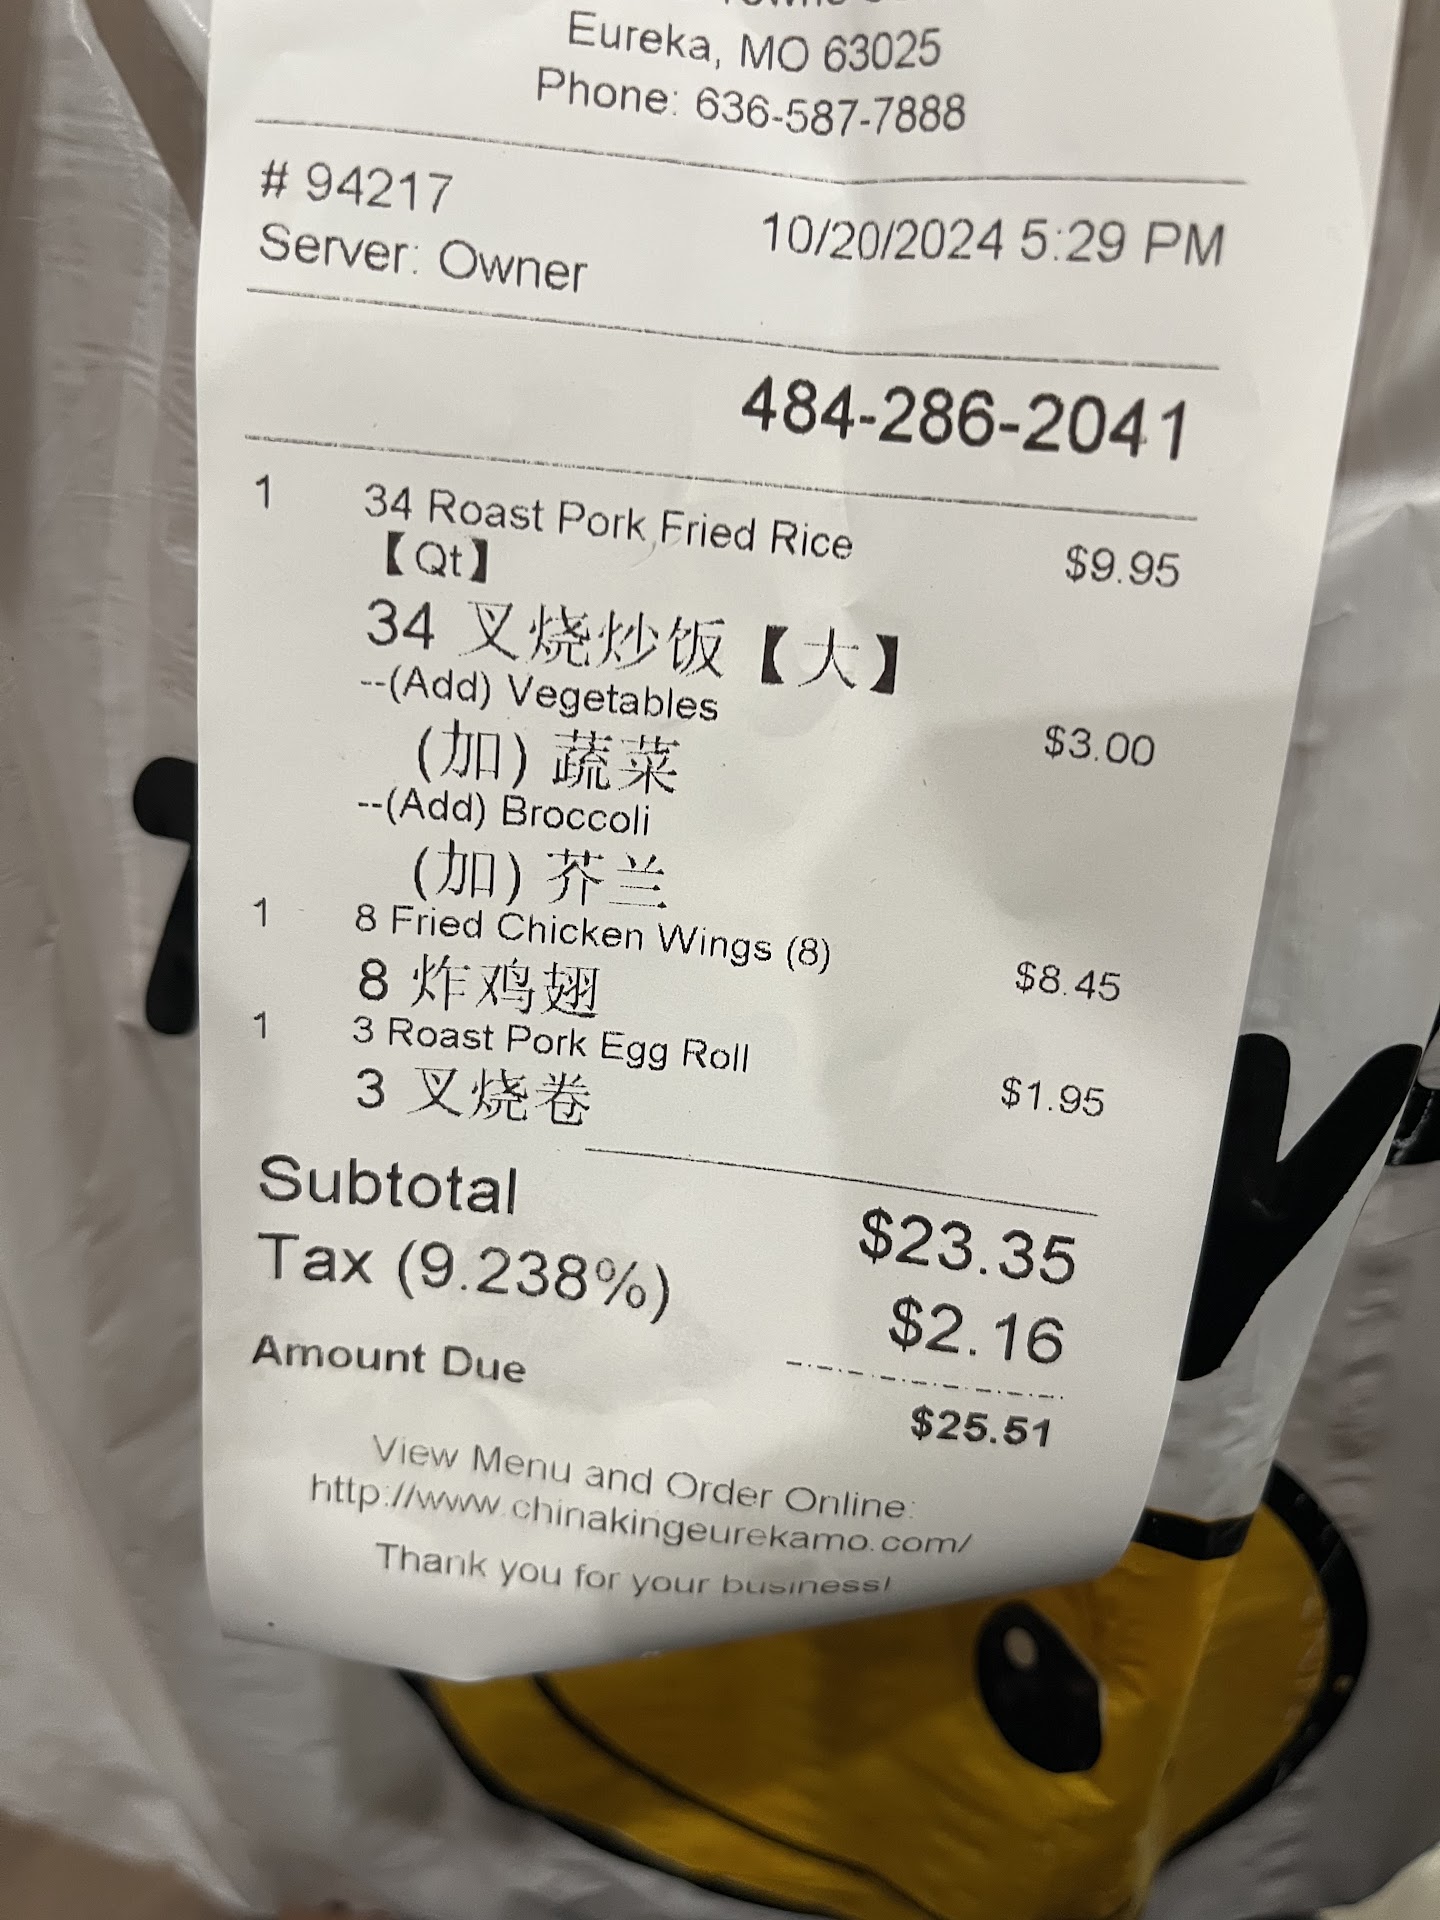 Eureka, MO 63025
Phone: 636-587-7888
# 94217
Server: Owner
10/20/2024 5:29 PM
484-286-2041
1 34 Roast Pork Fried Rice $9.95
【Qt】
34 叉烧炒饭【大】
--(Add) Vegetables $3.00
(加) 蔬菜
--(Add) Broccoli
(加) 芥兰
1 8 Fried Chicken Wings (8) $8.45
8 炸鸡翅
1 3 Roast Pork Egg Roll $1.95
3 叉烧卷
Subtotal $23.35
Tax (9.238%) $2.16
Amount Due $25.51
View Menu and Order Online:
http://www.chinakingeurekamo.com/
Thank you for your business!